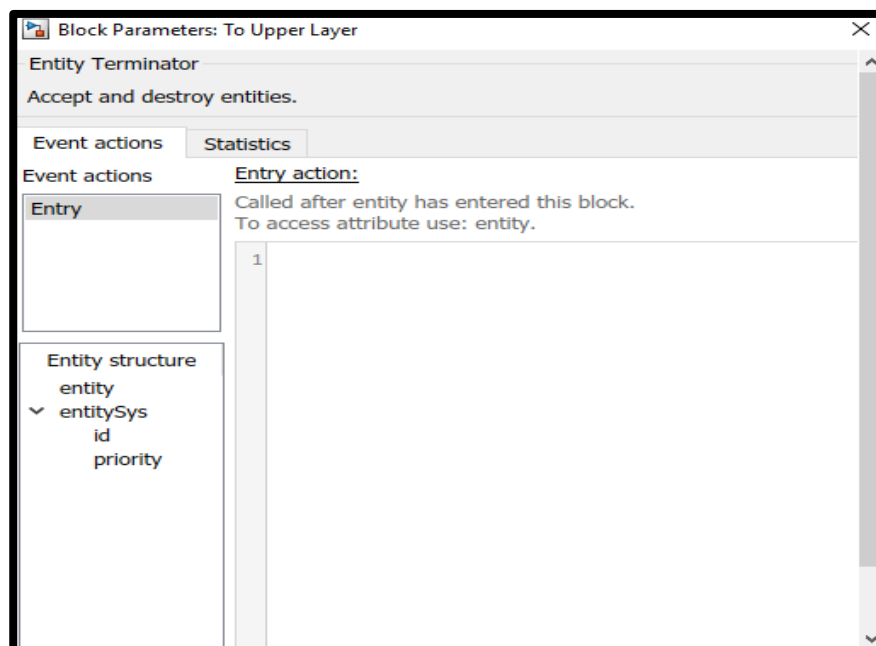 Block Parameters: To Upper Layer
Entity Terminator
Accept and destroy entities.
Event actions
Statistics
Event actions
Entry
Entry action:
Called after entity has entered this block.
To access attribute use: entity.
1
Entity structure
entity
entitySys
id
priority